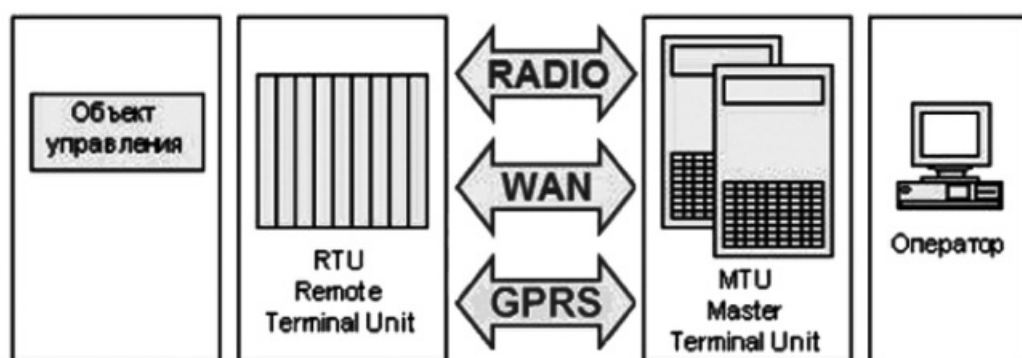 Объект
управления
RTU
Remote
Terminal Unit
RADIO
WAN
GPRS
MTU
Master
Terminal Unit
Оператор